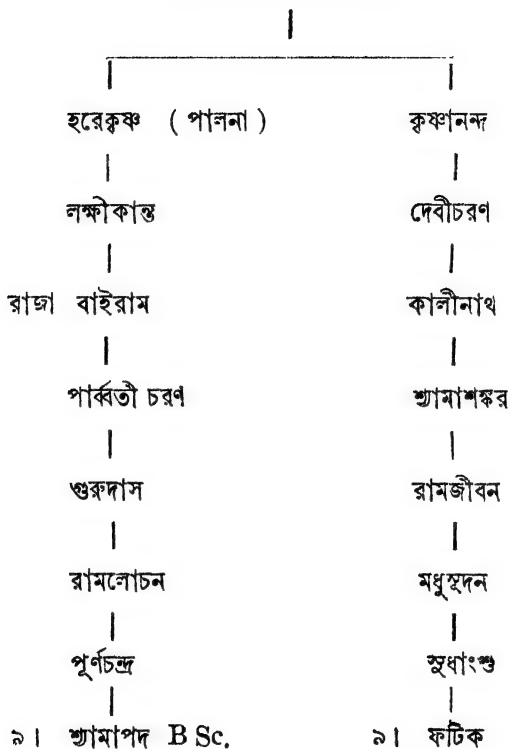 হরেকৃষ্ণ ( পালনা ) কৃষ্ণানন্দ
লক্ষীকান্ত দেবীচরণ
রাজা বাইরাম কালীনাথ
পার্ব্বতী চরণ শ্যামাশঙ্কর
গুরুদাস রামজীবন
রামলোচন মধুসূদন
পূর্ণচন্দ্র সুধাংশু
৯। শ্যামাপদ B Sc. ৯। ফটিক